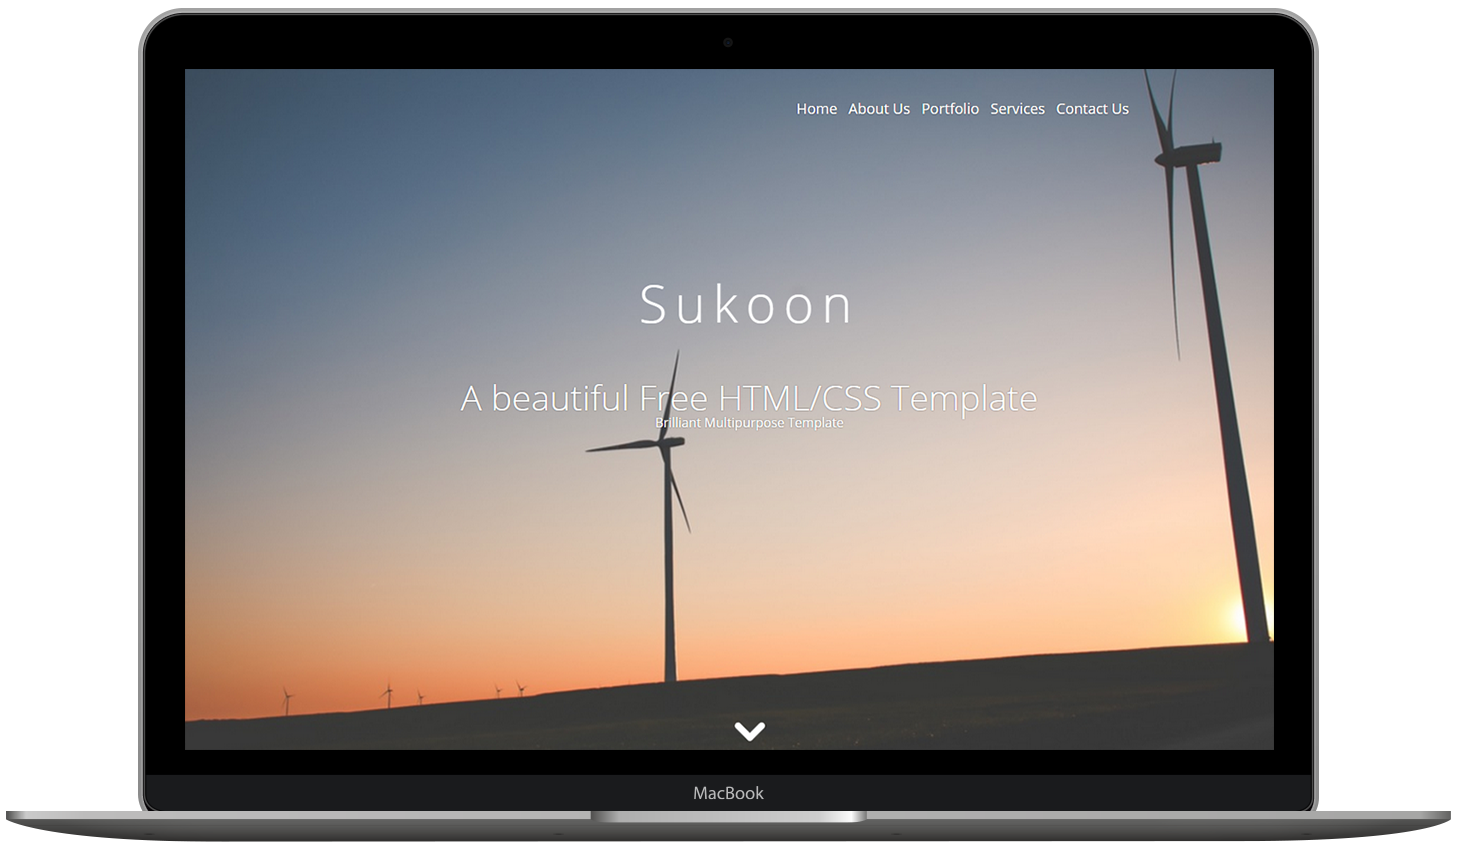 Home About Us Portfolio Services Contact Us
Sukoon
A beautiful Free HTML/CSS Template
Brilliant Multipurpose Template
MacBook